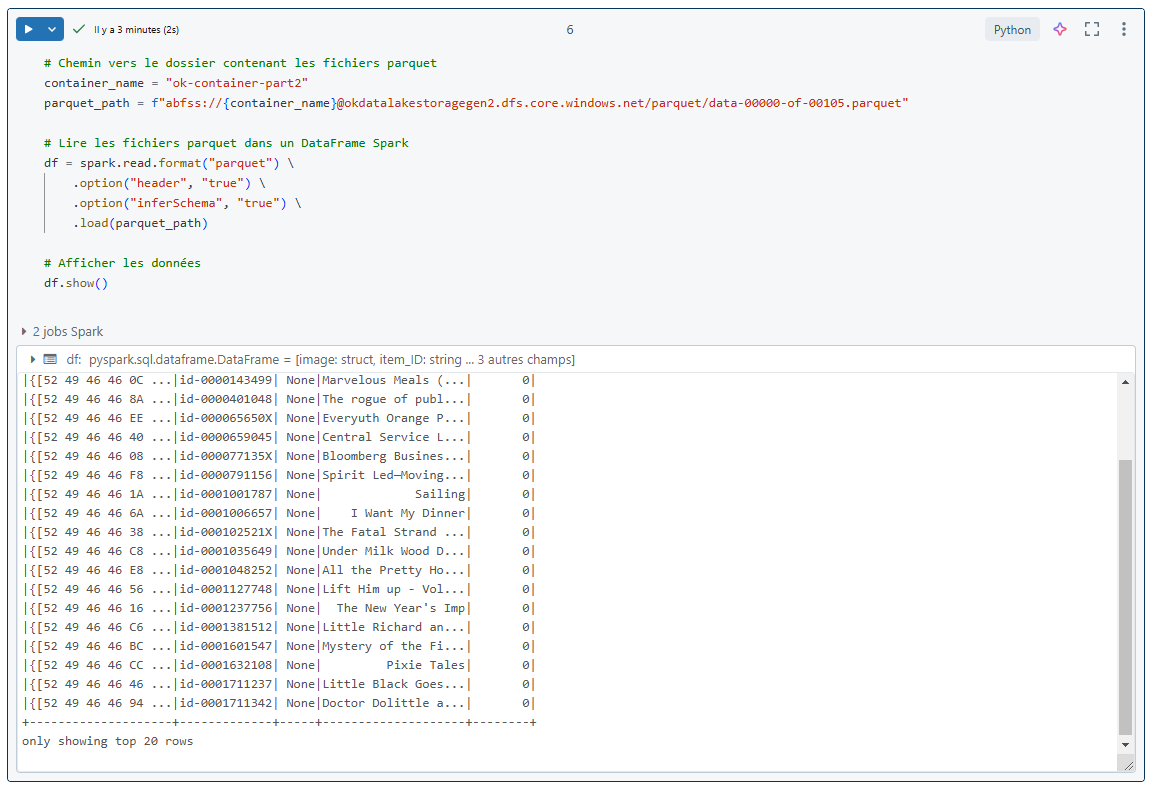 Il y a 3 minutes (2s)
6
Python
# Chemin vers le dossier contenant les fichiers parquet
container_name = "ok-container-part2"
parquet_path = f"abfss://{container_name}@okdatalakestoragegen2.dfs.core.windows.net/parquet/data-00000-of-00105.parquet"
# Lire les fichiers parquet dans un DataFrame Spark
df = spark.read.format("parquet") \
.option("header", "true") \
.option("inferSchema", "true") \
.load(parquet_path)
# Afficher les données
df.show()
2 jobs Spark
df: pyspark.sql.dataframe.DataFrame = [image: struct, item_ID: string ... 3 autres champs]
|{[52 49 46 46 0C ...|id-0000143499| None|Marvelous Meals (...|       0|
|{[52 49 46 46 8A ...|id-0000401048| None|The rogue of publ...|       0|
|{[52 49 46 46 EE ...|id-000065650X| None|Everyuth Orange P...|       0|
|{[52 49 46 46 40 ...|id-0000659045| None|Central Service L...|       0|
|{[52 49 46 46 08 ...|id-000077135X| None|Bloomberg Busines...|       0|
|{[52 49 46 46 F8 ...|id-0000791156| None|Spirit Led—Moving...|       0|
|{[52 49 46 46 1A ...|id-0001001787| None|             Sailing|       0|
|{[52 49 46 46 6A ...|id-0001006657| None|    I Want My Dinner|       0|
|{[52 49 46 46 38 ...|id-000102521X| None|The Fatal Strand ...|       0|
|{[52 49 46 46 C8 ...|id-0001035649| None|Under Milk Wood D...|       0|
|{[52 49 46 46 E8 ...|id-0001048252| None|All the Pretty Ho...|       0|
|{[52 49 46 46 56 ...|id-0001127748| None|Lift Him up - Vol...|       0|
|{[52 49 46 46 16 ...|id-0001237756| None|  The New Year's Imp|       0|
|{[52 49 46 46 C6 ...|id-0001381512| None|Little Richard an...|       0|
|{[52 49 46 46 BC ...|id-0001601547| None|Mystery of the Fi...|       0|
|{[52 49 46 46 CC ...|id-0001632108| None|         Pixie Tales|       0|
|{[52 49 46 46 46 ...|id-0001711237| None|Little Black Goes...|       0|
|{[52 49 46 46 94 ...|id-0001711342| None|Doctor Dolittle a...|       0|
+--------------------+-------------+-----+--------------------+--------+
only showing top 20 rows